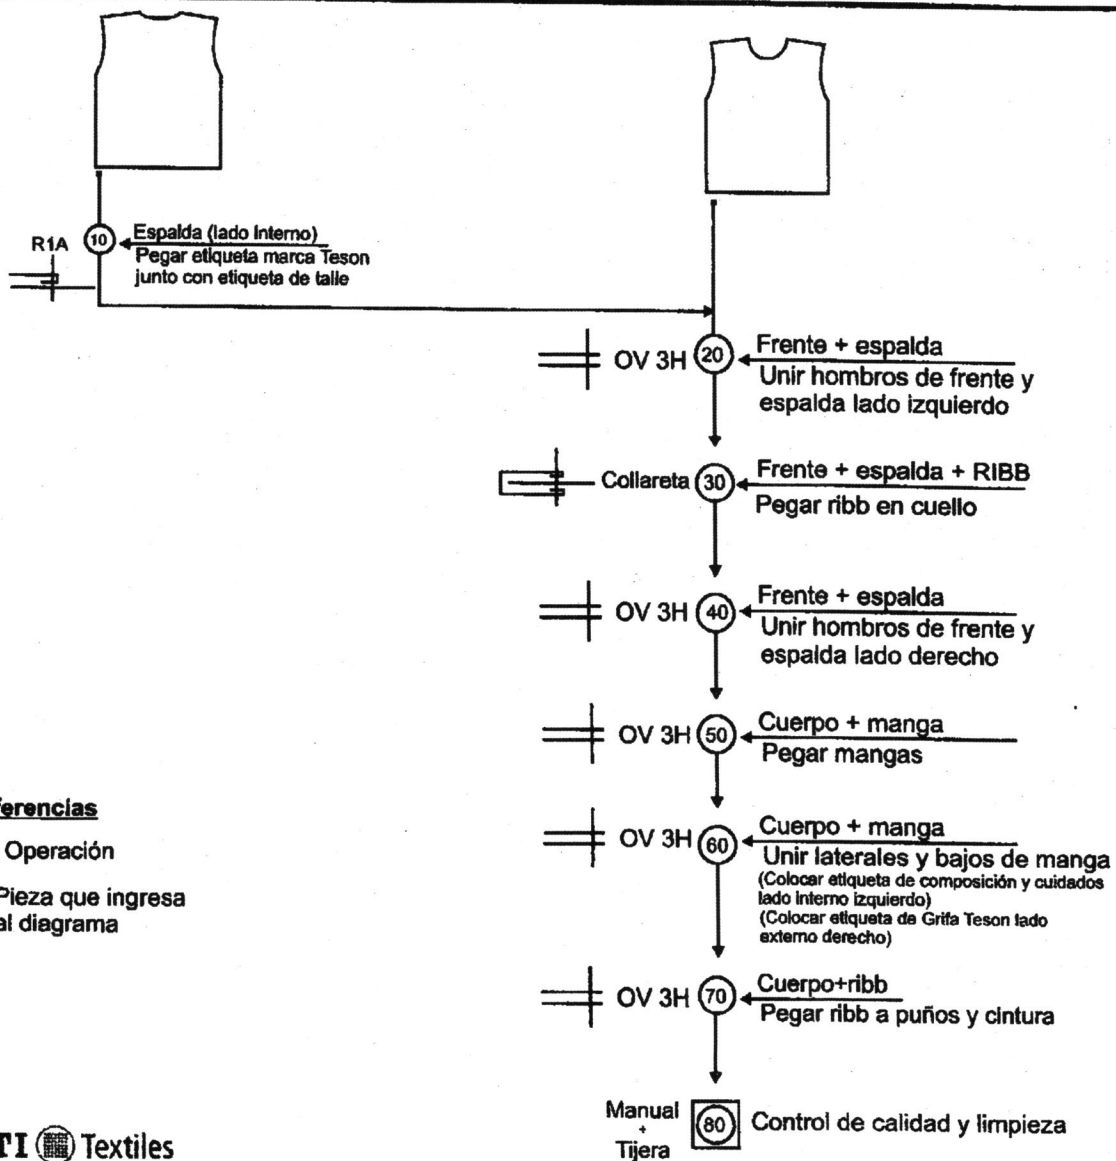 R1A
10
Espalda (lado Interno)
Pegar etiqueta marca Teson
junto con etiqueta de talle
OV 3H
20
Frente + espalda
Unir hombros de frente y
espalda lado izquierdo
Collareta
30
Frente + espalda + RIBB
Pegar ribb en cuello
OV 3H
40
Frente + espalda
Unir hombros de frente y
espalda lado derecho
OV 3H
50
Cuerpo + manga
Pegar mangas
OV 3H
60
Cuerpo + manga
Unir laterales y bajos de manga
(Colocar etiqueta de composición y cuidados
lado interno izquierdo)
(Colocar etiqueta de Grifa Teson lado
externo derecho)
OV 3H
70
Cuerpo+ribb
Pegar ribb a puños y cintura
Manual
+
Tijera
80
Control de calidad y limpieza
ferencias
Operación
Pieza que ingresa
al diagrama
TI Textiles